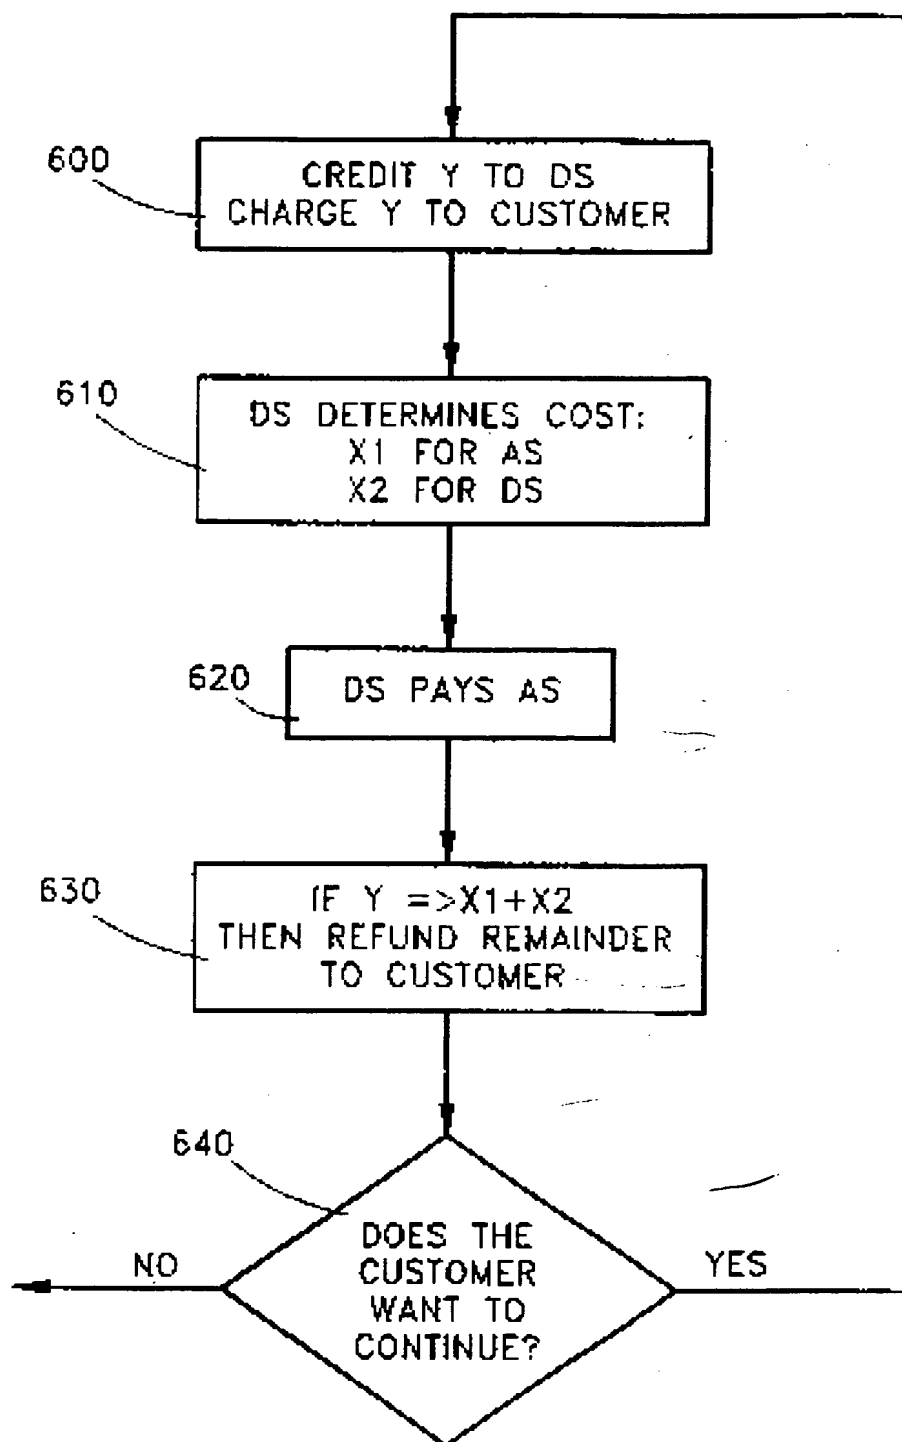 600
CREDIT Y TO DS
CHARGE Y TO CUSTOMER
610
DS DETERMINES COST:
X1 FOR AS
X2 FOR DS
620
DS PAYS AS
630
IF Y =>X1+X2
THEN REFUND REMAINDER
TO CUSTOMER
640
DOES THE
CUSTOMER
WANT TO
CONTINUE?
NO
YES